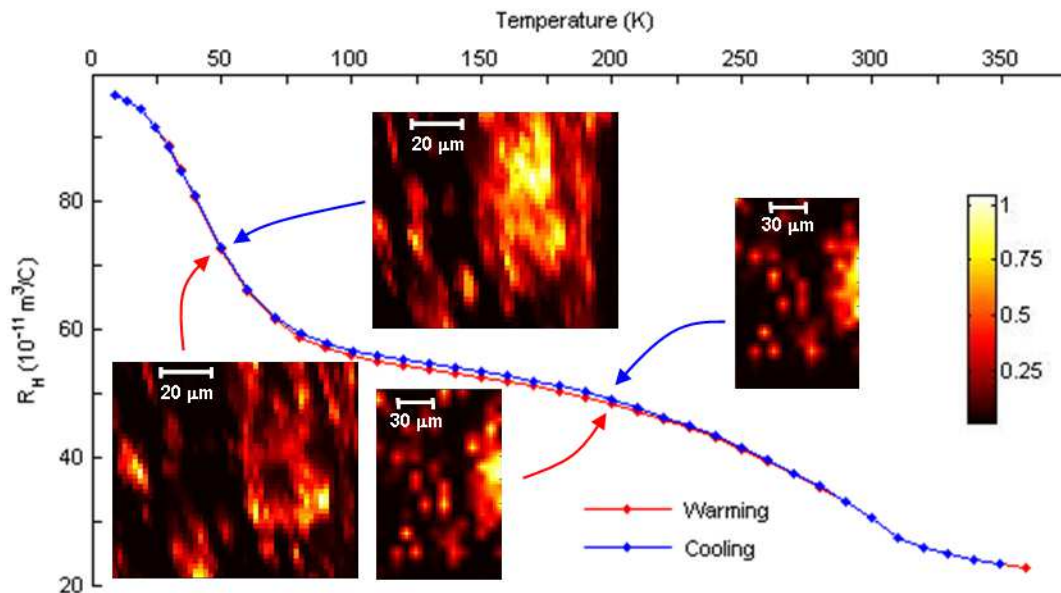 Temperature (K)
0 50 100 150 200 250 300 350
R_H (10^-11 m^3/C)
80
60
40
20
20 μm
30 μm
20 μm
30 μm
1
0.75
0.5
0.25
Warming
Cooling